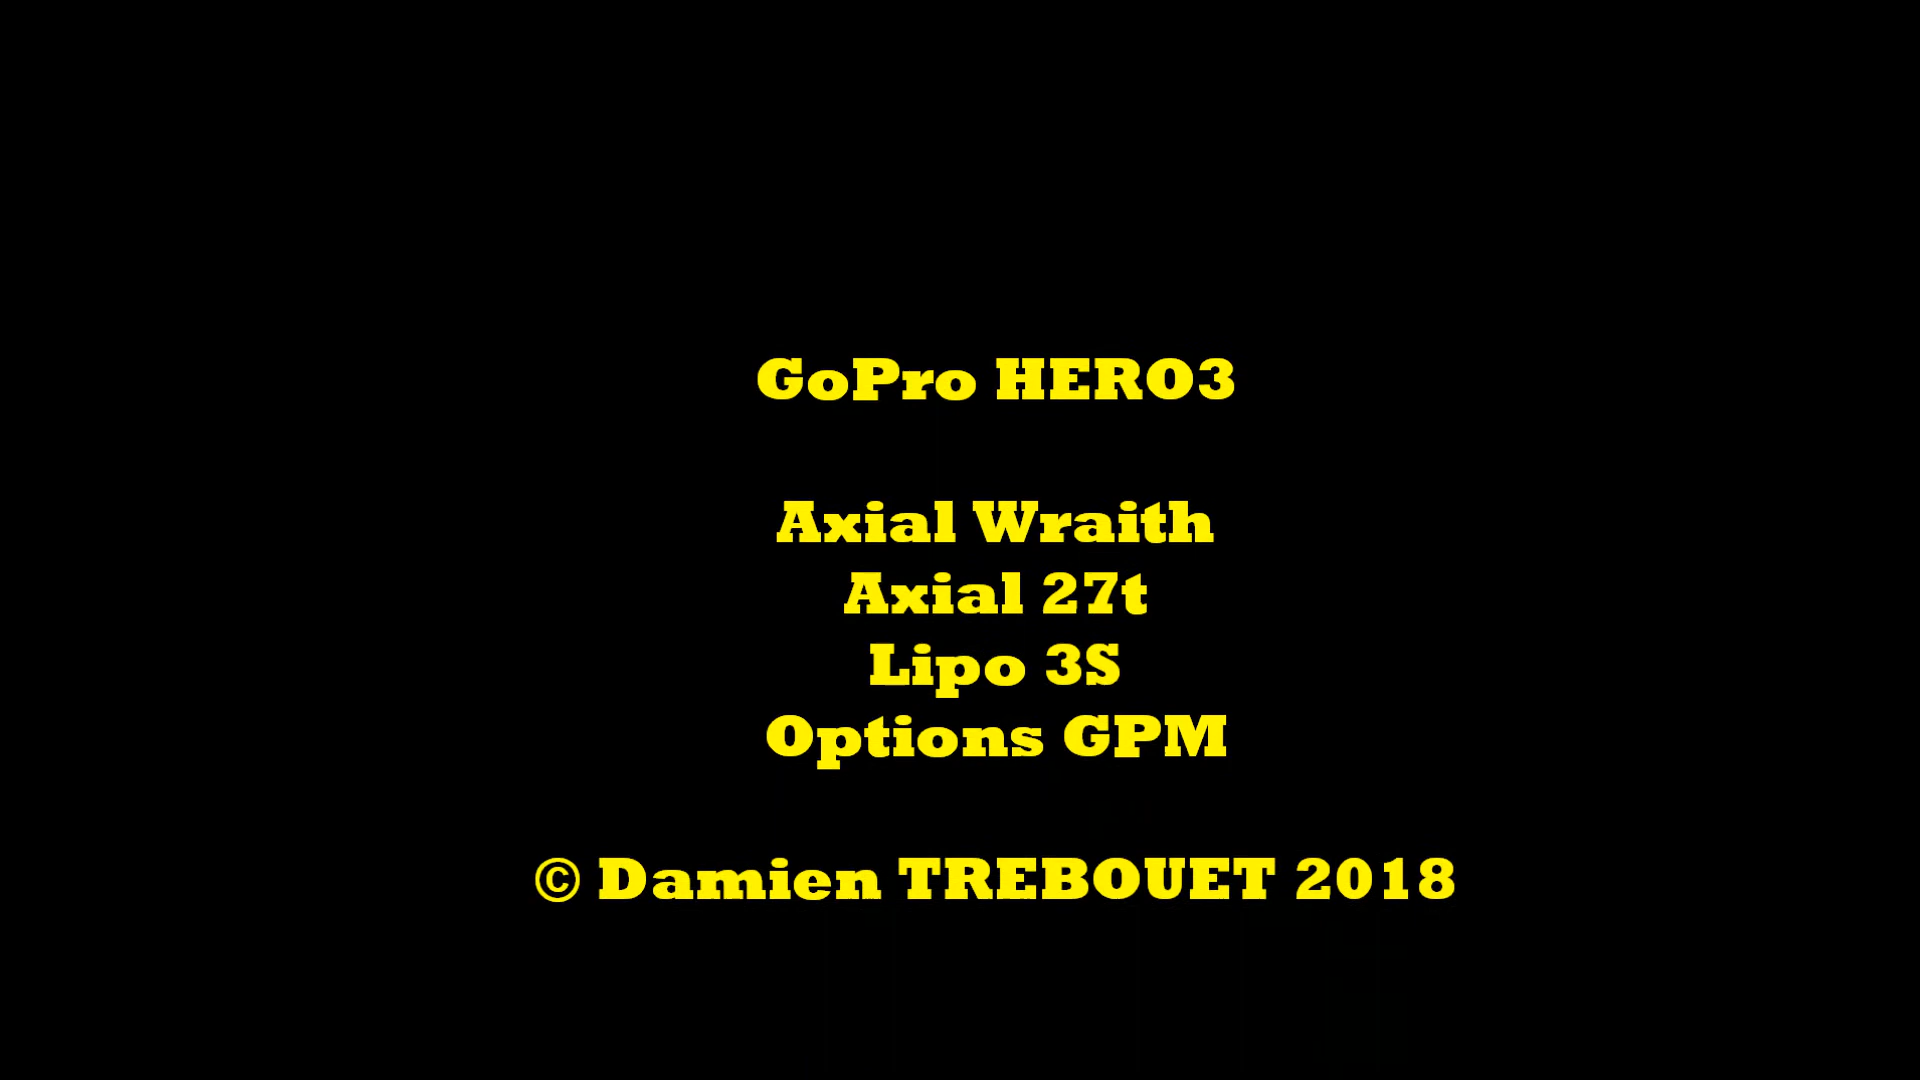 GoPro HERO3
Axial Wraith
Axial 27t
Lipo 3S
Options GPM
© Damien TREBOUET 2018